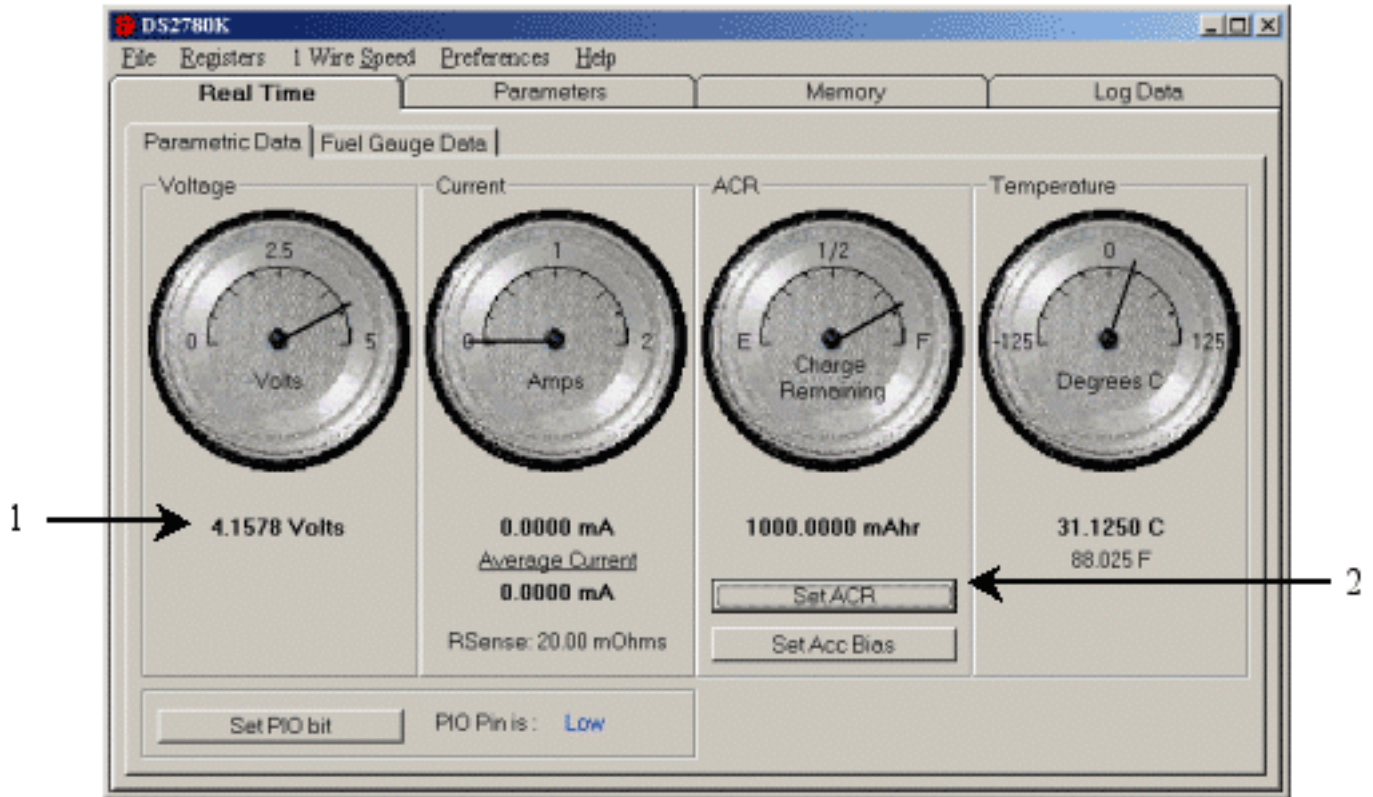 DS2780K
File Registers 1 Wire Speed Preferences Help
Real Time Parameters Memory Log Data
Parametric Data Fuel Gauge Data
Voltage Current ACR Temperature
2.5 1 1/2 0
0 5 0 2 E F -125 125
Volts Amps Charge Remaining Degrees C
1 4.1578 Volts 0.0000 mA 1000.0000 mAhr 31.1250 C
Average Current 88.025 F
0.0000 mA Set ACR 2
RSense: 20.00 mOhms Set Acc Bias
Set PIO bit PIO Pin is : Low